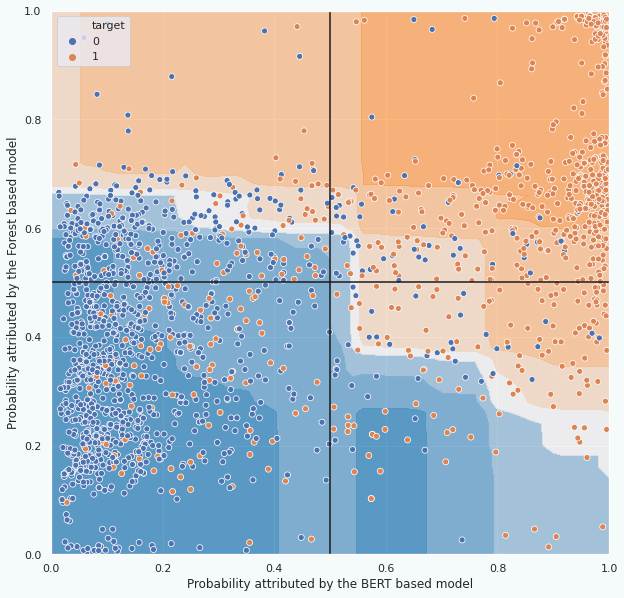 target
0
1
Probability attributed by the Forest based model
1.0
0.8
0.6
0.4
0.2
0.0
0.0 0.2 0.4 0.6 0.8 1.0
Probability attributed by the BERT based model